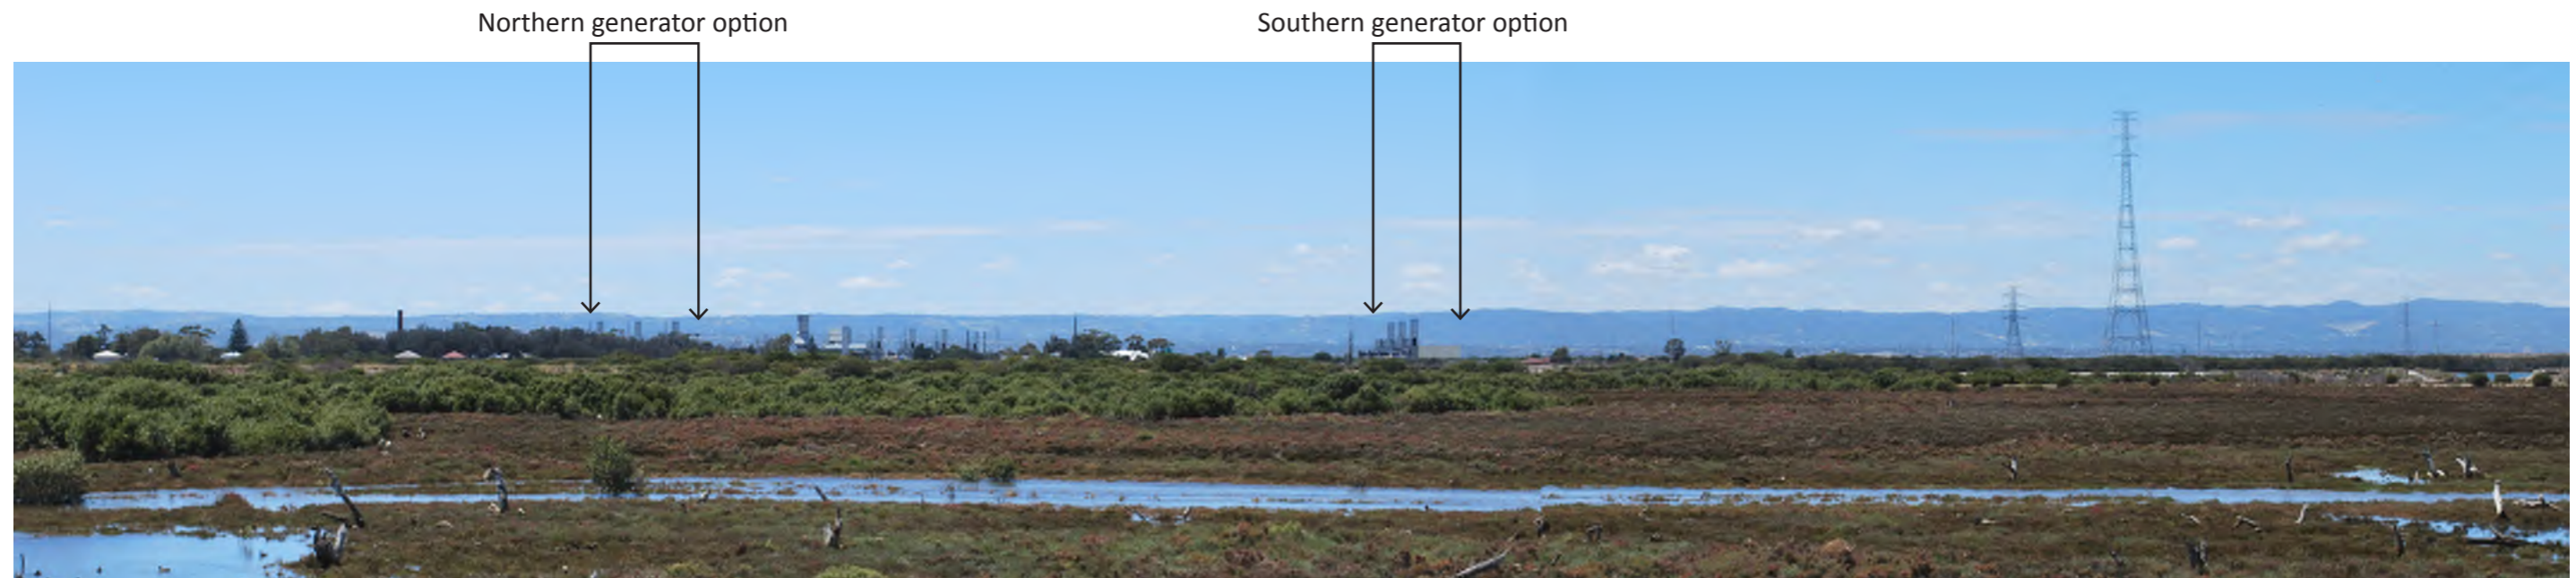 Northern generator option
Southern generator option